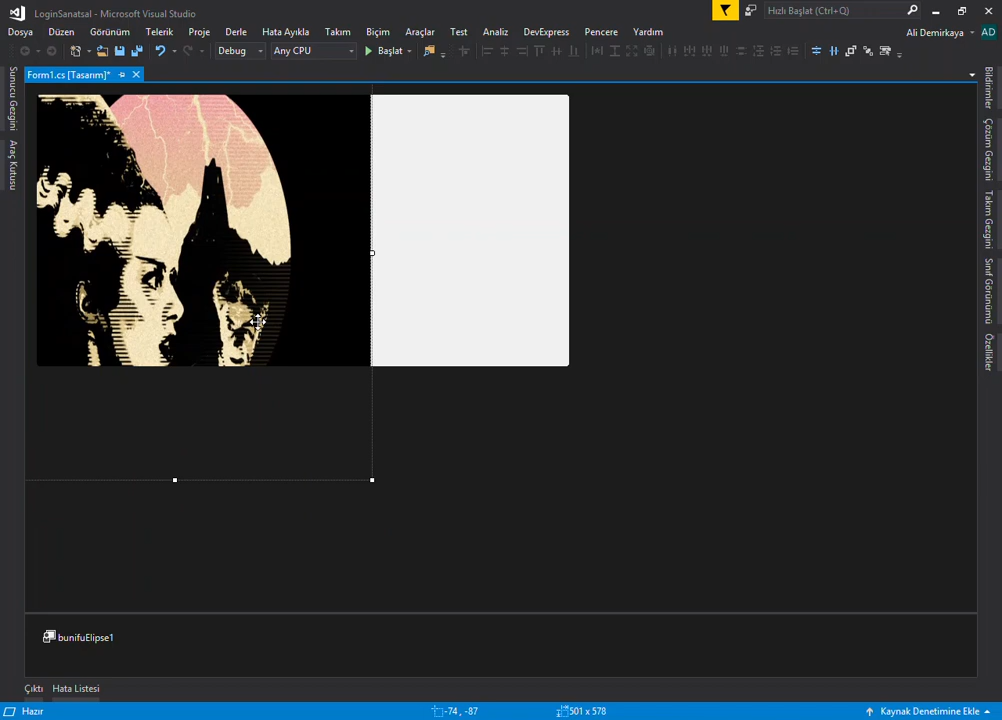 LoginSanatsal - Microsoft Visual Studio
Hızlı Başlat (Ctrl+Q)
Dosya Düzen Görünüm Telerik Proje Derle Hata Ayıkla Takım Biçim Araçlar Test Analiz DevExpress Pencere Yardım
Ali Demirkaya AD
Debug Any CPU Başlat
Form1.cs [Tasarım]*
Sunucu Gezgini
Araç Kutusu
Bildirimler
Çözüm Gezgini
Takım Gezgini
Sınıf Görünümü
Özellikler
bunifuElipse1
Çıktı Hata Listesi
Hazır -74 , -87 501 x 578 Kaynak Denetimine Ekle